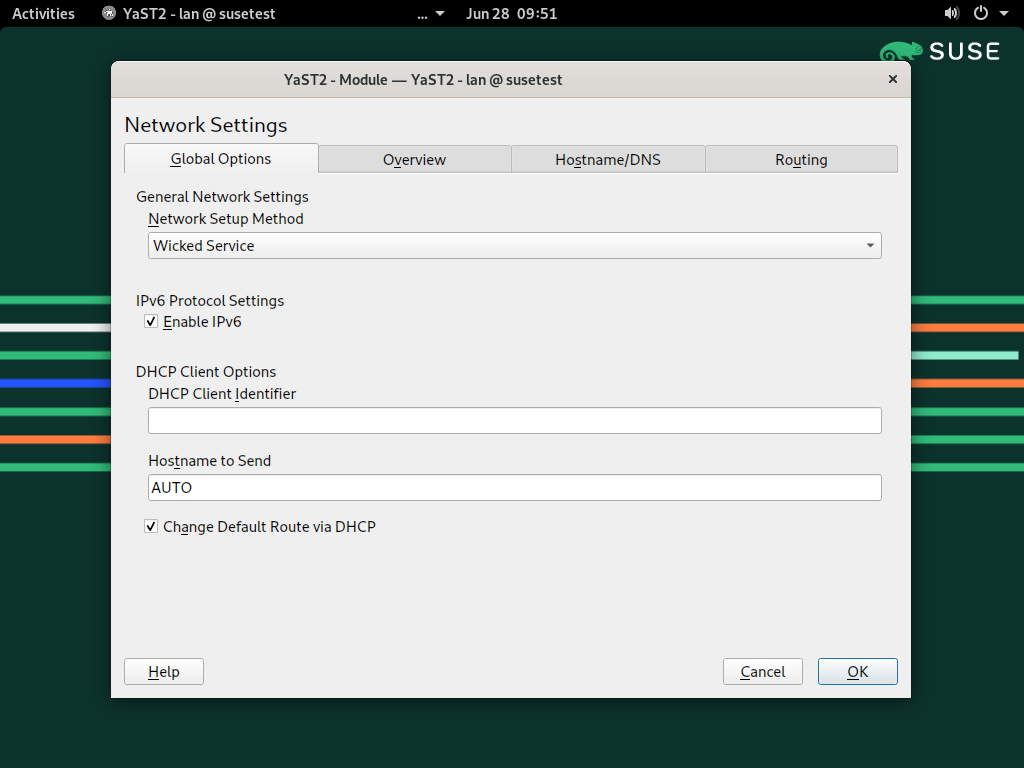 Activities YaST2 - lan @ susetest ... Jun 28 09:51
SUSE
YaST2 - Module — YaST2 - lan @ susetest
Network Settings
Global Options Overview Hostname/DNS Routing
General Network Settings
Network Setup Method
Wicked Service
IPv6 Protocol Settings
Enable IPv6
DHCP Client Options
DHCP Client Identifier
Hostname to Send
AUTO
Change Default Route via DHCP
Help Cancel OK